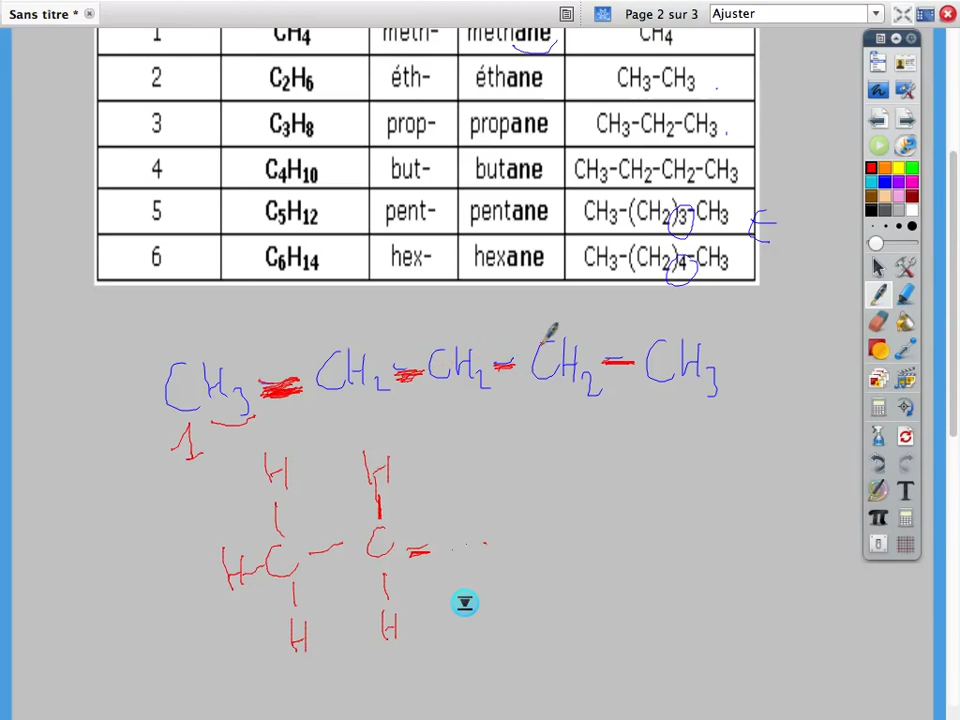 Sans titre *
Page 2 sur 3
Ajuster
1 CH4 méth- méthane CH4
2 C2H6 éth- éthane CH3-CH3
3 C3H8 prop- propane CH3-CH2-CH3
4 C4H10 but- butane CH3-CH2-CH2-CH3
5 C5H12 pent- pentane CH3-(CH2)3-CH3
6 C6H14 hex- hexane CH3-(CH2)4-CH3
CH3 - CH2 - CH2 - CH2 - CH3
1
H H
H - C - C - ...
H H